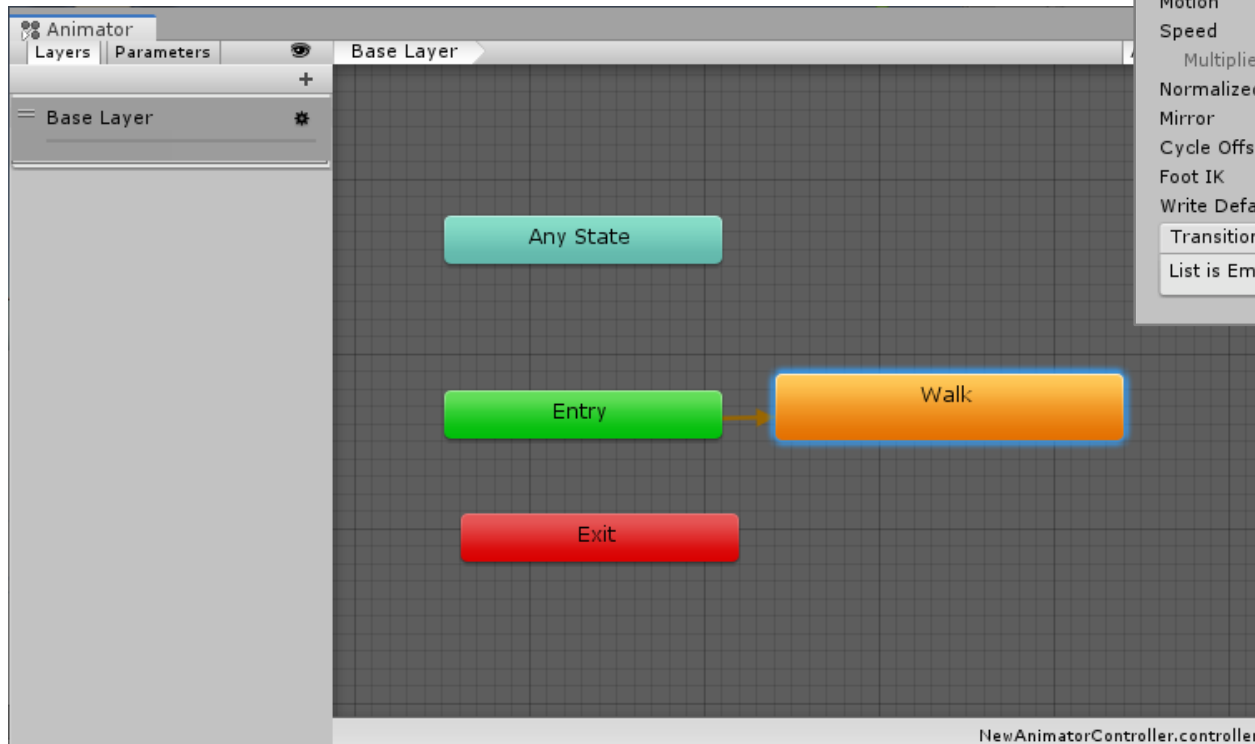 Animator
Layers Parameters
Base Layer
Base Layer
Any State
Entry
Walk
Exit
Motion
Speed
Multiplie
Normalized
Mirror
Cycle Offs
Foot IK
Write Defa
Transition
List is Em
NewAnimatorController.controller